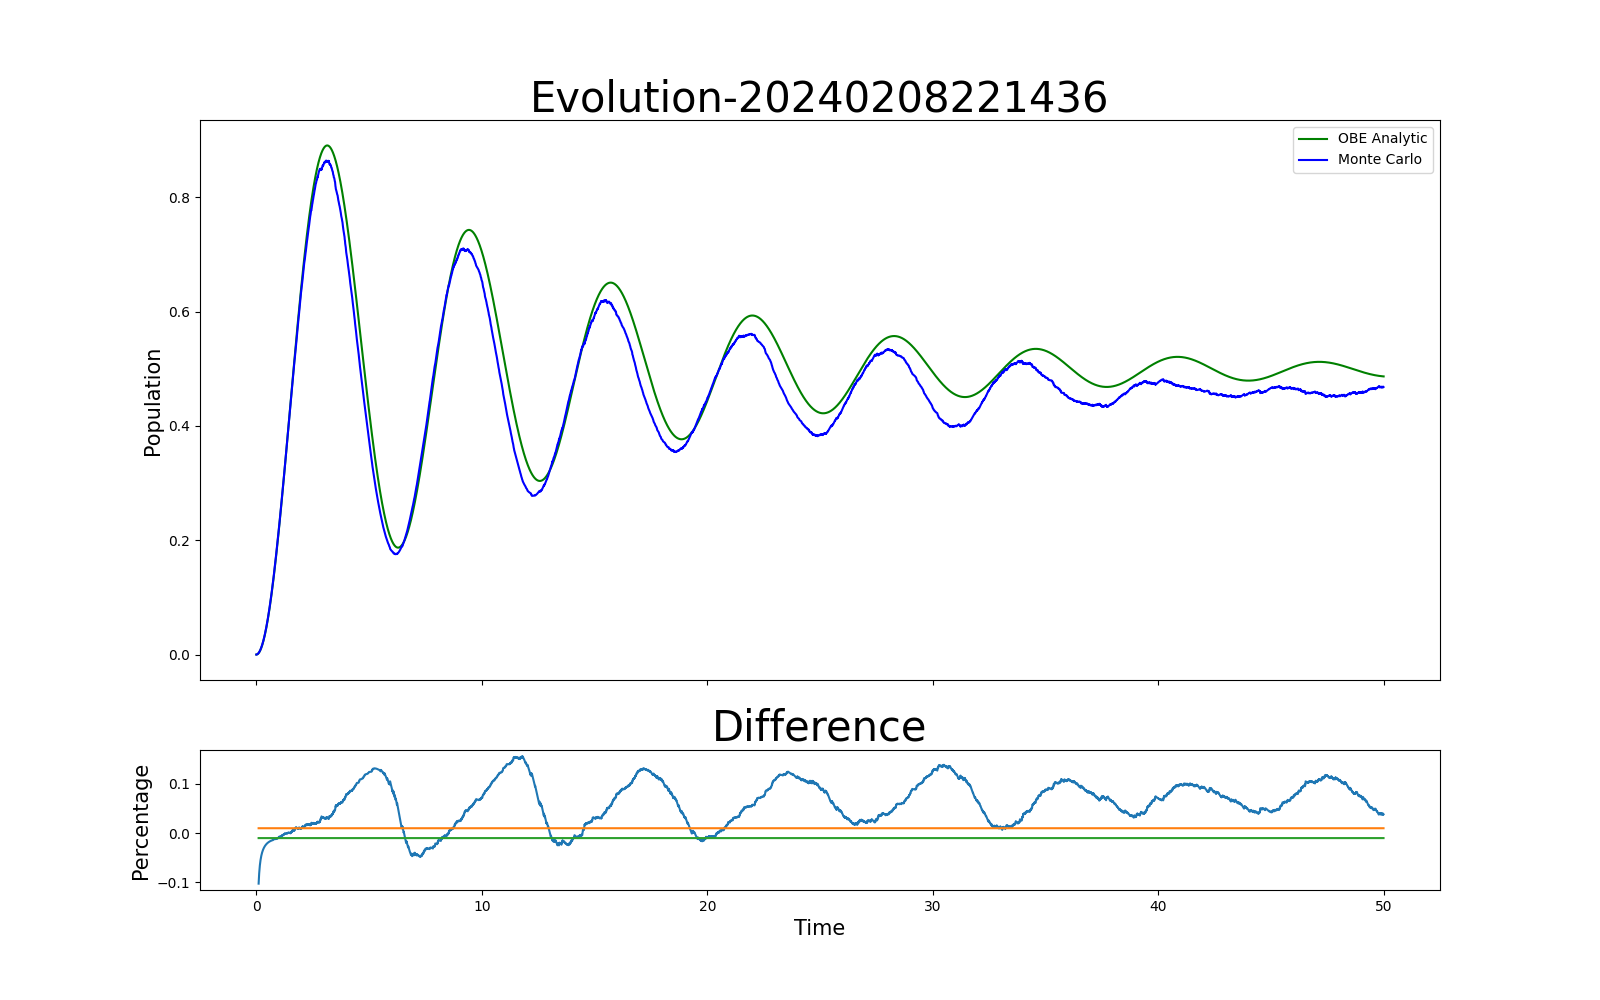 Evolution-20240208221436
OBE Analytic
Monte Carlo
Population
0.8
0.6
0.4
0.2
0.0
Difference
Percentage
0.1
0.0
−0.1
0
10
20
30
40
50
Time